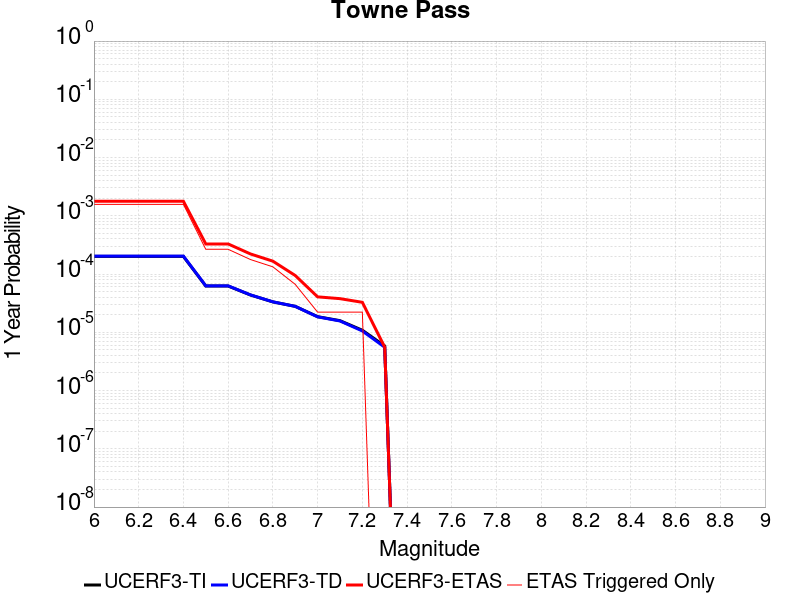 Towne Pass
10^0
10^-1
10^-2
10^-3
10^-4
10^-5
10^-6
10^-7
10^-8
1 Year Probability
6 6.2 6.4 6.6 6.8 7 7.2 7.4 7.6 7.8 8 8.2 8.4 8.6 8.8 9
Magnitude
UCERF3-TI UCERF3-TD UCERF3-ETAS ETAS Triggered Only